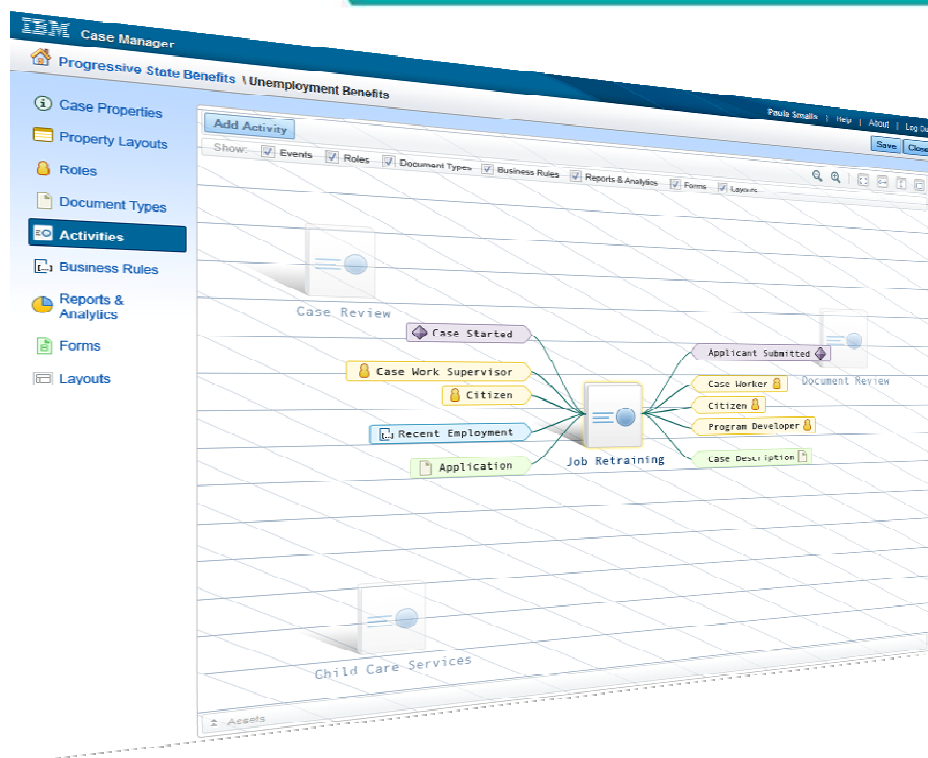 IBM Case Manager
Progressive State Benefits \ Unemployment Benefits
Paula Smalls | Help | About | Log Ou
Save Close
Case Properties
Property Layouts
Roles
Document Types
Activities
Business Rules
Reports &
Analytics
Forms
Layouts
Add Activity
Show: Events Roles Document Types Business Rules Reports & Analytics Forms Layouts
Case Review
Case Started
Case Work Supervisor
Citizen
Recent Employment
Application
Job Retraining
Applicant Submitted
Case Worker
Citizen
Program Developer
Case Description
Document Review
Child Care Services
Assets